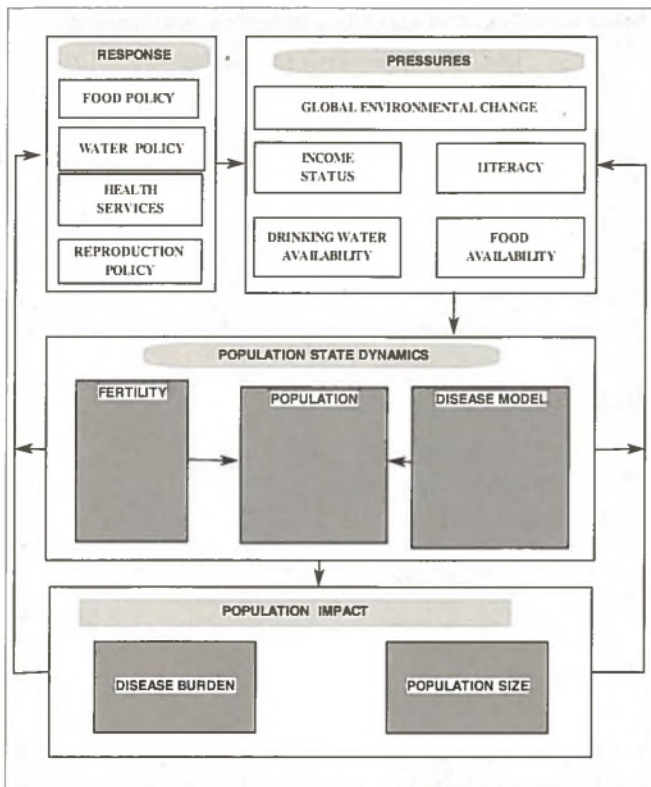 RESPONSE
FOOD POLICY
WATER POLICY
HEALTH
SERVICES
REPRODUCTION
POLICY
PRESSURES
GLOBAL ENVIRONMENTAL CHANGE
INCOME
STATUS
LITERACY
DRINKING WATER
AVAILABILITY
FOOD
AVAILABILITY
POPULATION STATE DYNAMICS
FERTILITY
POPULATION
DISEASE MODEL
POPULATION IMPACT
DISEASE BURDEN
POPULATION SIZE